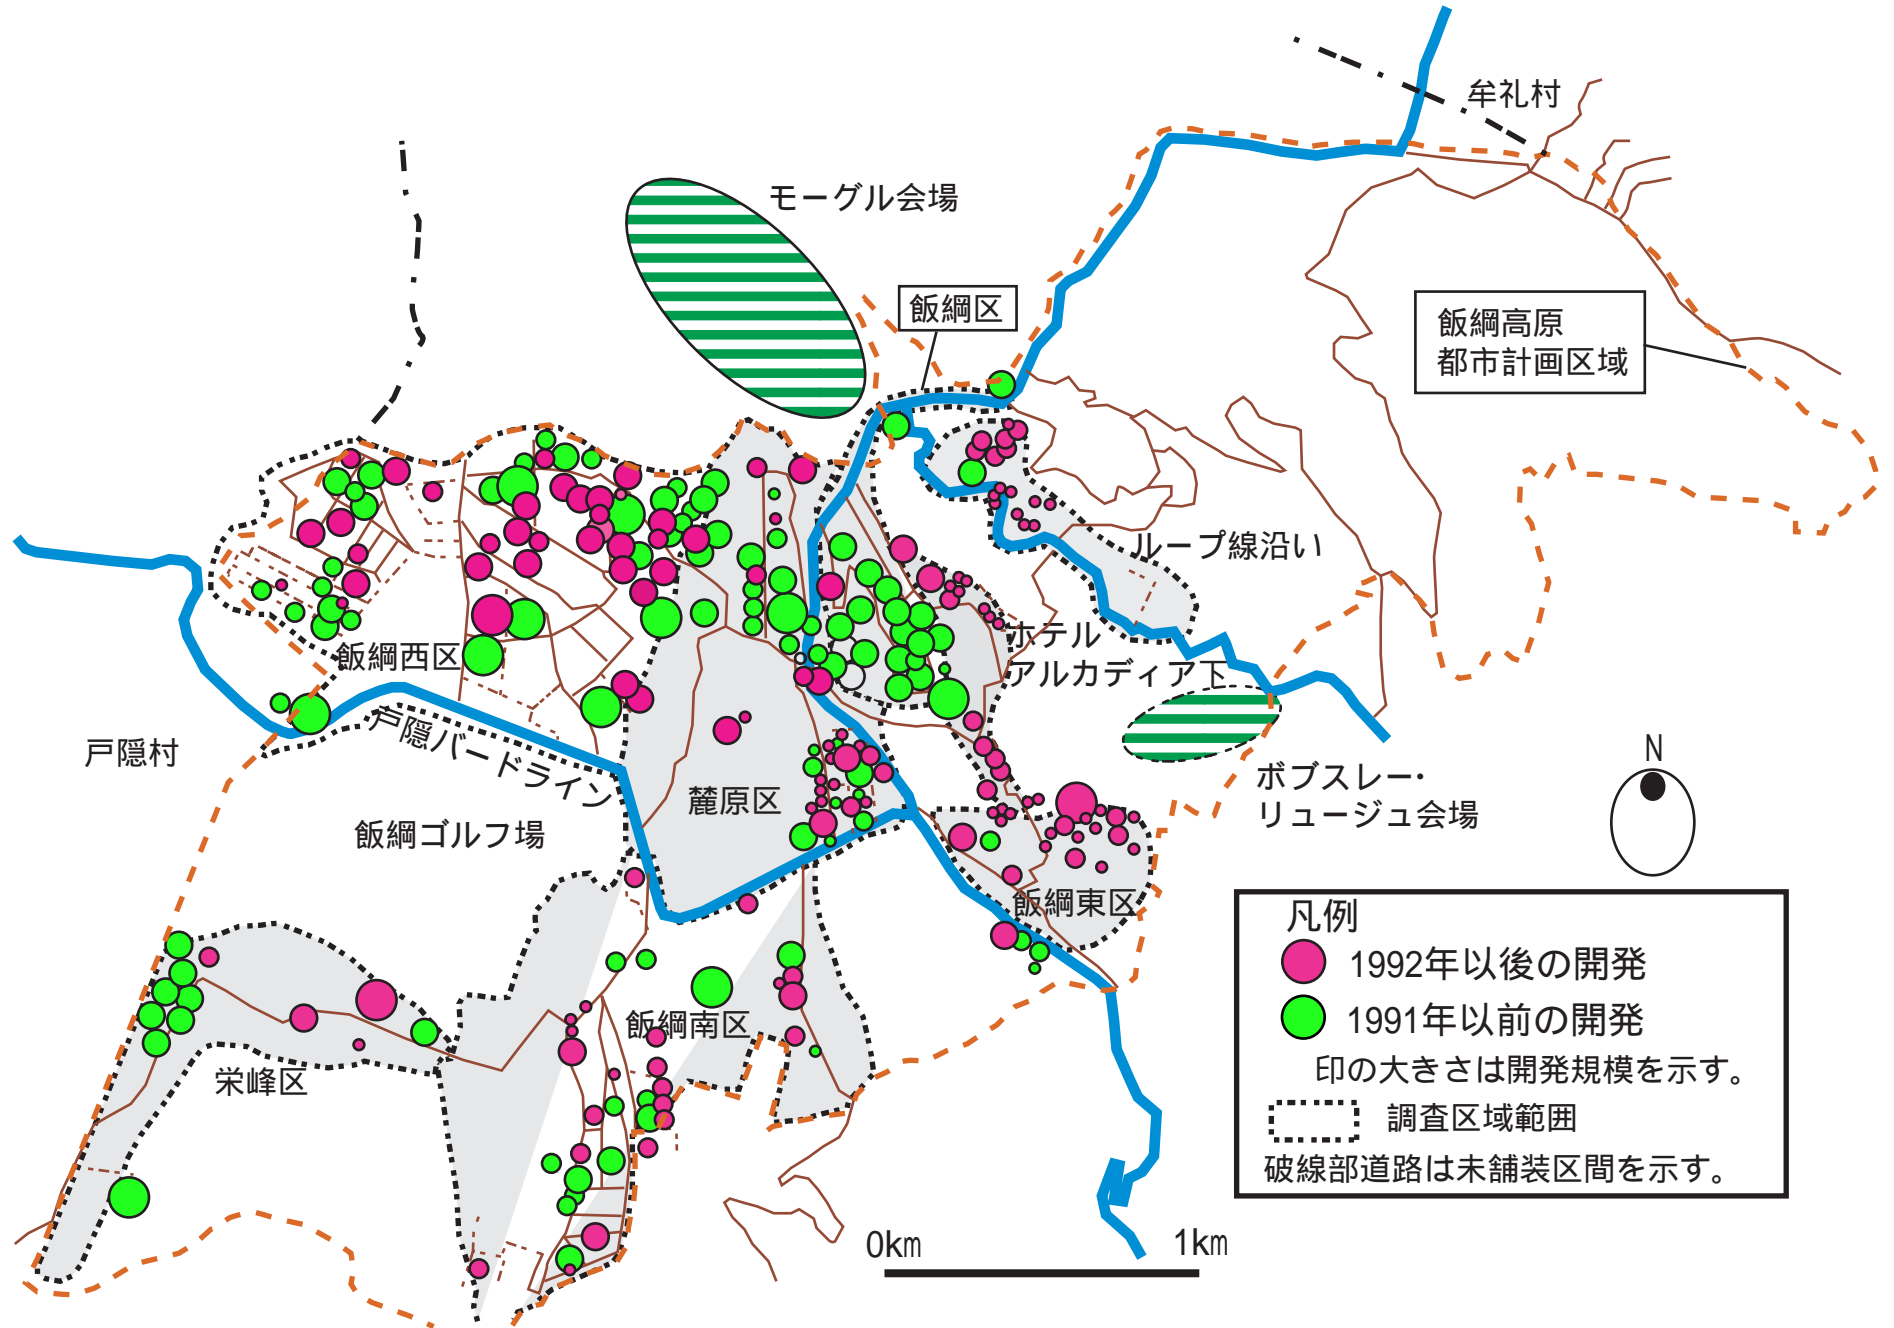 牟礼村
モーグル会場
飯綱区
飯綱高原
都市計画区域
ループ線沿い
ホテル
アルカディア下
飯綱西区
戸隠バードライン
戸隠村
麓原区
飯綱ゴルフ場
ボブスレー・
リュージュ会場
N
飯綱東区
飯綱南区
栄峰区
凡例
1992年以後の開発
1991年以前の開発
印の大きさは開発規模を示す。
調査区域範囲
破線部道路は未舗装区間を示す。
0km 1km